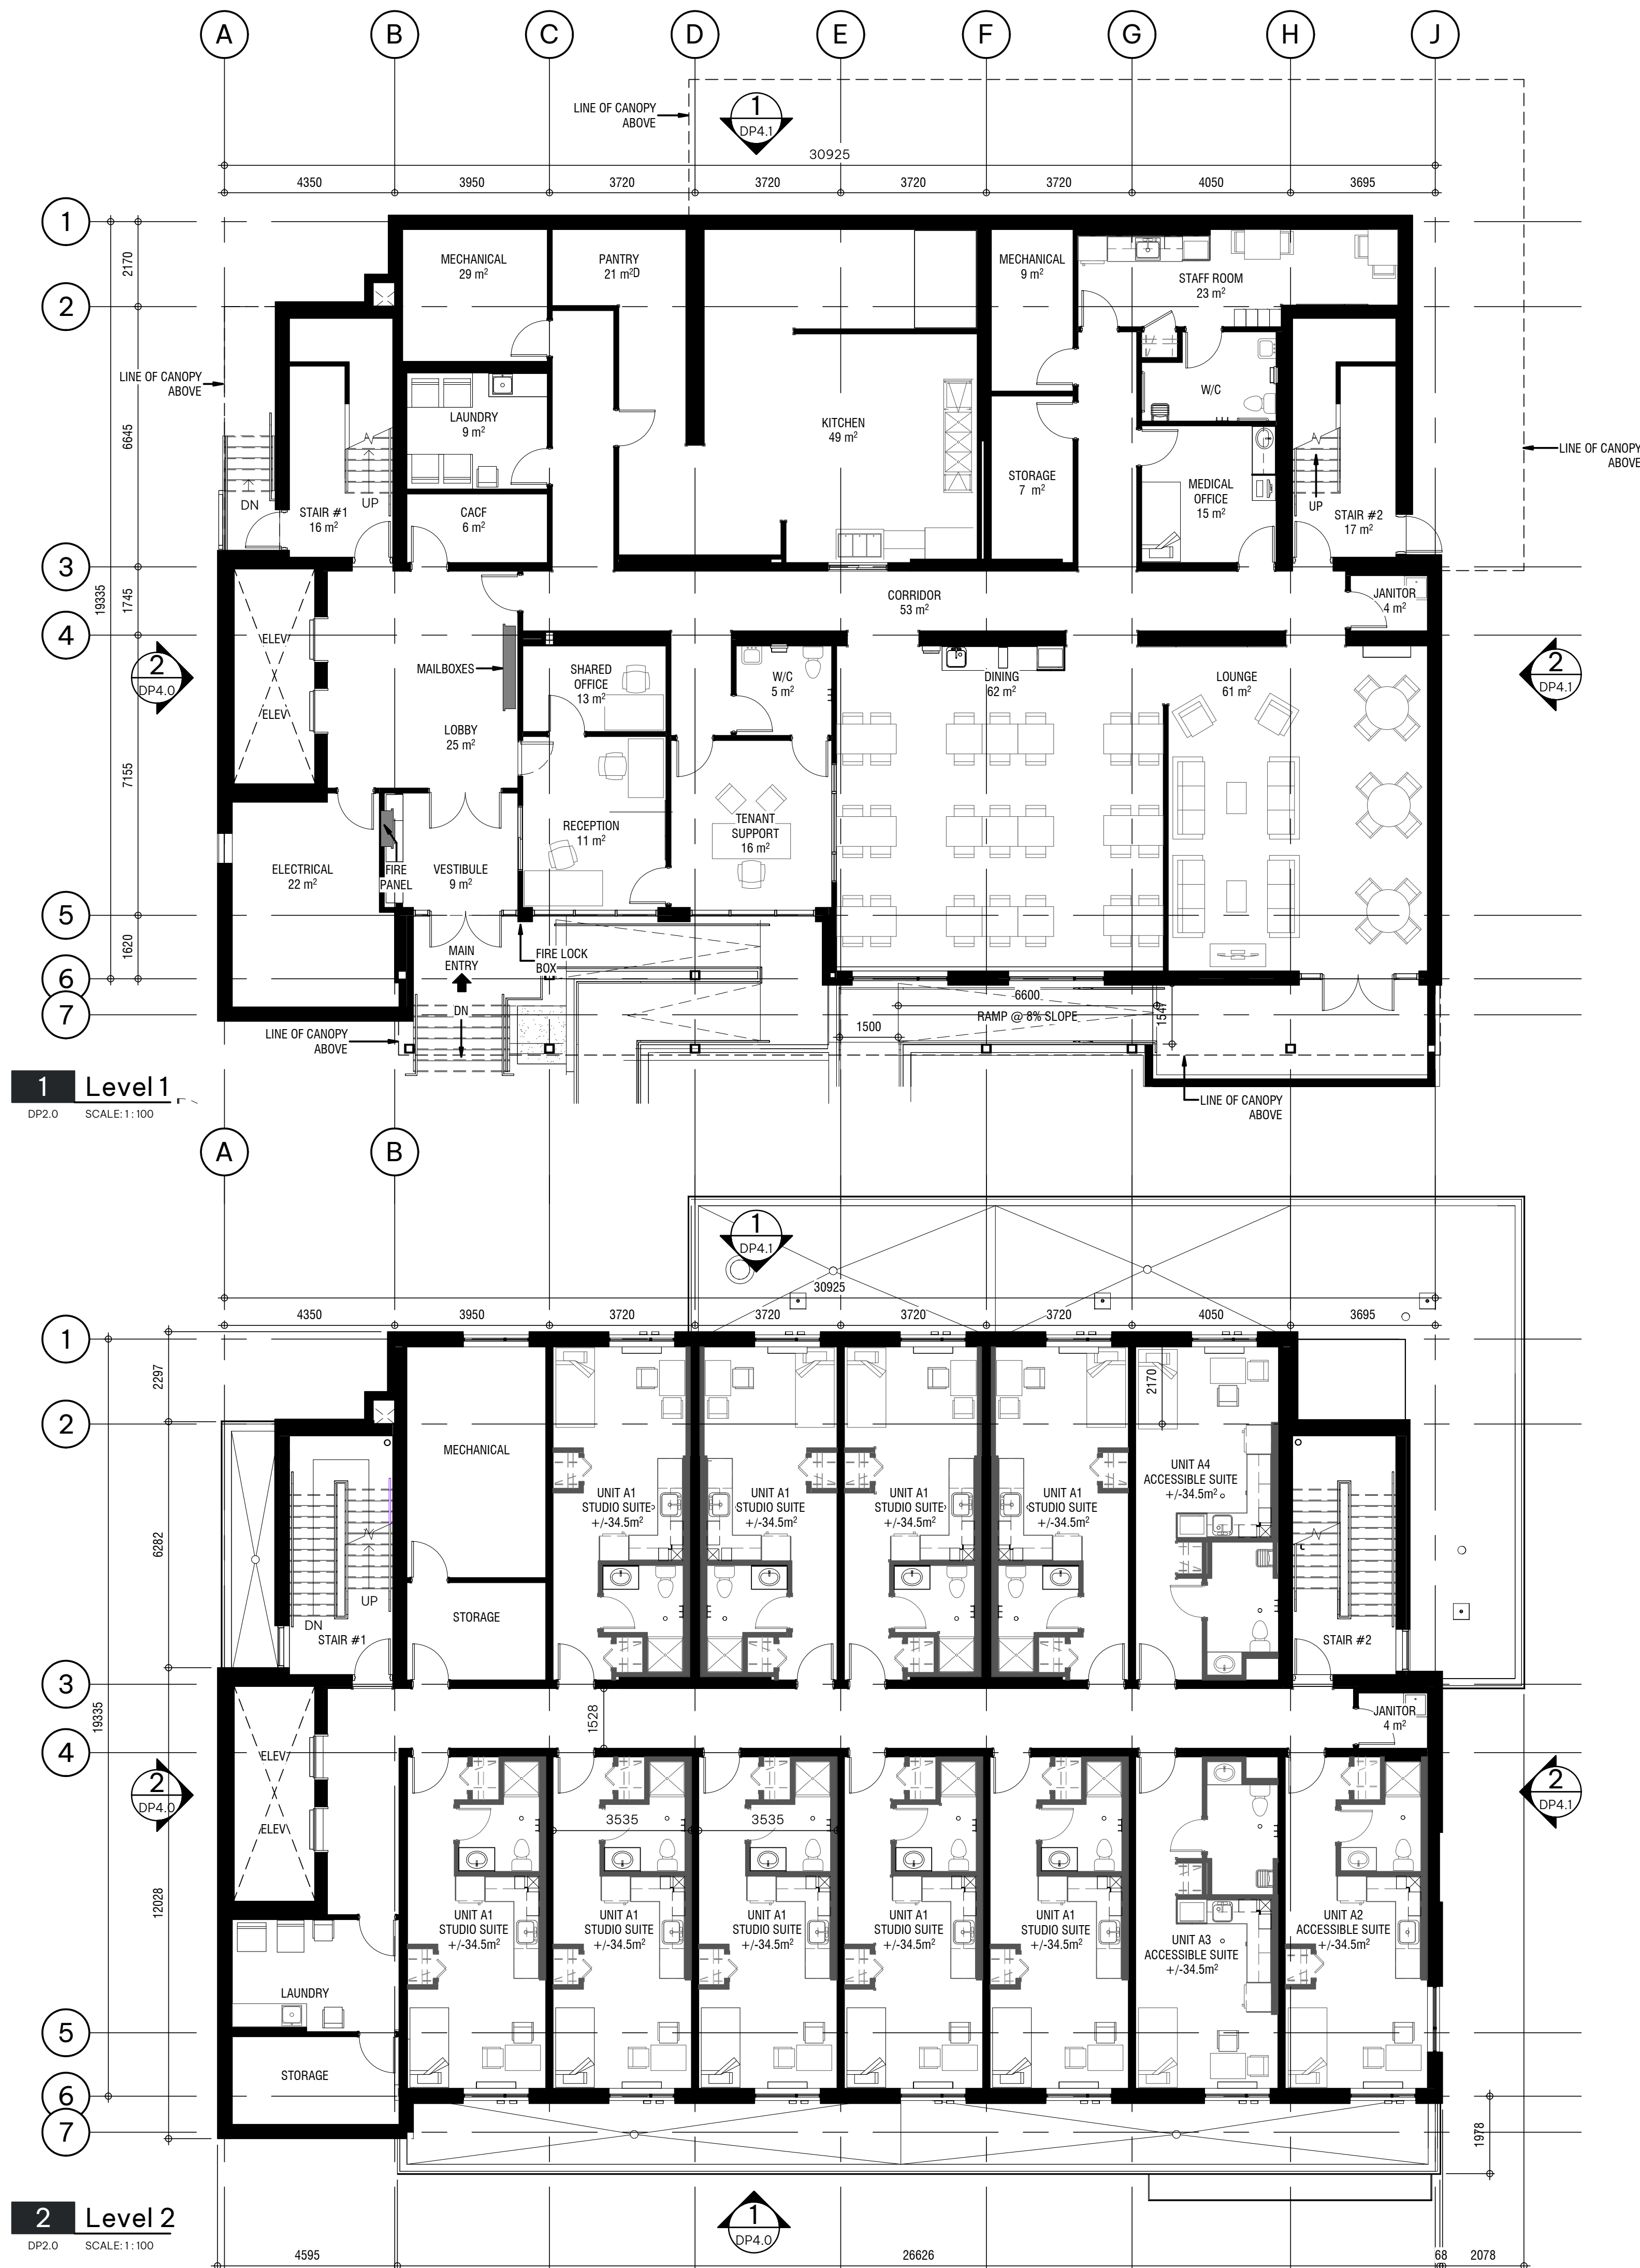 A B C D E F G H J
LINE OF CANOPY
ABOVE
1
DP4.1
30925
4350 3950 3720 3720 3720 3720 4050 3695
1
2
3
4
5
6
7
2170
6645
1745
7155
1620
19335
MECHANICAL
29 m²
PANTRY
21 m²D
MECHANICAL
9 m²
STAFF ROOM
23 m²
LINE OF CANOPY
ABOVE
LAUNDRY
9 m²
KITCHEN
49 m²
W/C
LINE OF CANOPY
ABOVE
DN
UP
STAIR #1
16 m²
CACF
6 m²
STORAGE
7 m²
MEDICAL
OFFICE
15 m²
UP
STAIR #2
17 m²
CORRIDOR
53 m²
JANITOR
4 m²
ELEV
ELEV
2
DP4.0
MAILBOXES
LOBBY
25 m²
SHARED
OFFICE
13 m²
W/C
5 m²
DINING
62 m²
LOUNGE
61 m²
2
DP4.1
ELECTRICAL
22 m²
FIRE
PANEL
VESTIBULE
9 m²
RECEPTION
11 m²
TENANT
SUPPORT
16 m²
MAIN
ENTRY
FIRE LOCK
BOX
DN
6600
RAMP @ 8% SLOPE
1500
1547
LINE OF CANOPY
ABOVE
LINE OF CANOPY
ABOVE
1 Level 1
DP2.0 SCALE: 1 : 100
A B
1
DP4.1
30925
4350 3950 3720 3720 3720 3720 4050 3695
1
2
3
4
5
6
7
2297
6282
12028
19335
2170
MECHANICAL
UNIT A1
STUDIO SUITE
+/-34.5m²
UNIT A1
STUDIO SUITE
+/-34.5m²
UNIT A1
STUDIO SUITE
+/-34.5m²
UNIT A1
STUDIO SUITE
+/-34.5m²
UNIT A4
ACCESSIBLE SUITE
+/-34.5m²
DN
UP
STAIR #1
STORAGE
STAIR #2
1528
JANITOR
4 m²
ELEV
ELEV
2
DP4.0
2
DP4.1
3535 3535
UNIT A1
STUDIO SUITE
+/-34.5m²
UNIT A1
STUDIO SUITE
+/-34.5m²
UNIT A1
STUDIO SUITE
+/-34.5m²
UNIT A1
STUDIO SUITE
+/-34.5m²
UNIT A1
STUDIO SUITE
+/-34.5m²
UNIT A3
ACCESSIBLE SUITE
+/-34.5m²
UNIT A2
ACCESSIBLE SUITE
+/-34.5m²
LAUNDRY
STORAGE
1978
2 Level 2
DP2.0 SCALE: 1 : 100
1
DP4.0
4595 26626 68 2078